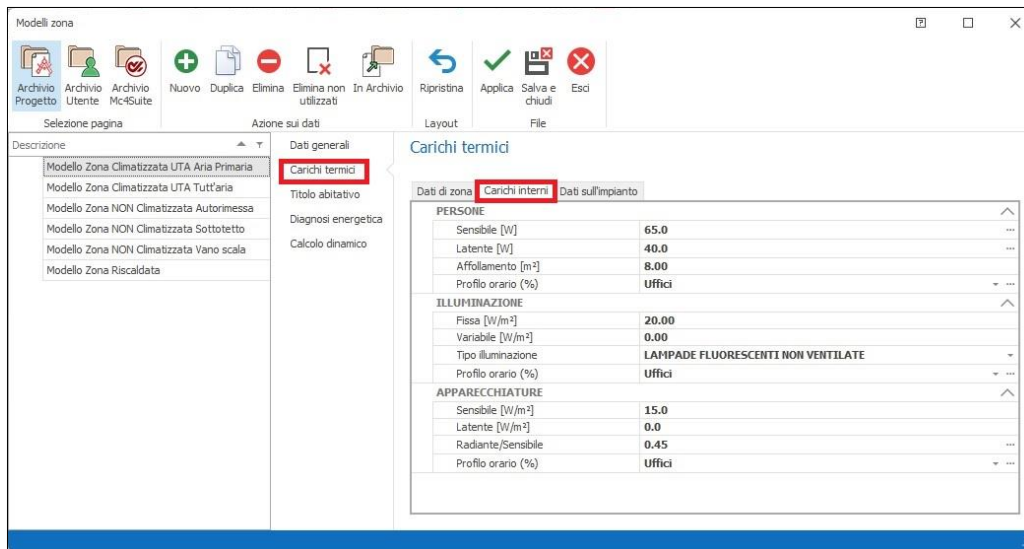 Modelli zona
Archivio Progetto
Archivio Utente
Archivio Mc4Suite
Nuovo
Duplica
Elimina
Elimina non utilizzati
In Archivio
Ripristina
Applica
Salva e chiudi
Esci
Selezione pagina
Azione sui dati
Layout
File
Descrizione
Modello Zona Climatizzata UTA Aria Primaria
Modello Zona Climatizzata UTA Tutt'aria
Modello Zona NON Climatizzata Autorimessa
Modello Zona NON Climatizzata Sottotetto
Modello Zona NON Climatizzata Vano scala
Modello Zona Riscaldata
Dati generali
Carichi termici
Titolo abitativo
Diagnosi energetica
Calcolo dinamico
Carichi termici
Dati di zona Carichi interni Dati sull'impianto
PERSONE
Sensibile [W] 65.0
Latente [W] 40.0
Affollamento [m²] 8.00
Profilo orario (%) Uffici
ILLUMINAZIONE
Fissa [W/m²] 20.00
Variabile [W/m²] 0.00
Tipo illuminazione LAMPADE FLUORESCENTI NON VENTILATE
Profilo orario (%) Uffici
APPARECCHIATURE
Sensibile [W/m²] 15.0
Latente [W/m²] 0.0
Radiante/Sensibile 0.45
Profilo orario (%) Uffici